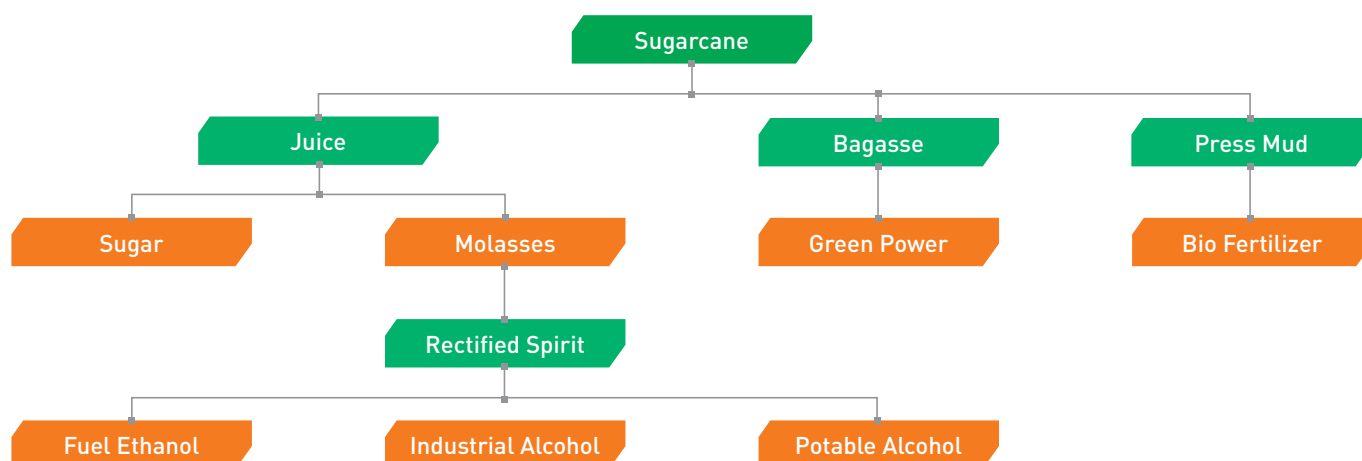 Sugarcane
Juice
Bagasse
Press Mud
Sugar
Molasses
Green Power
Bio Fertilizer
Rectified Spirit
Fuel Ethanol
Industrial Alcohol
Potable Alcohol